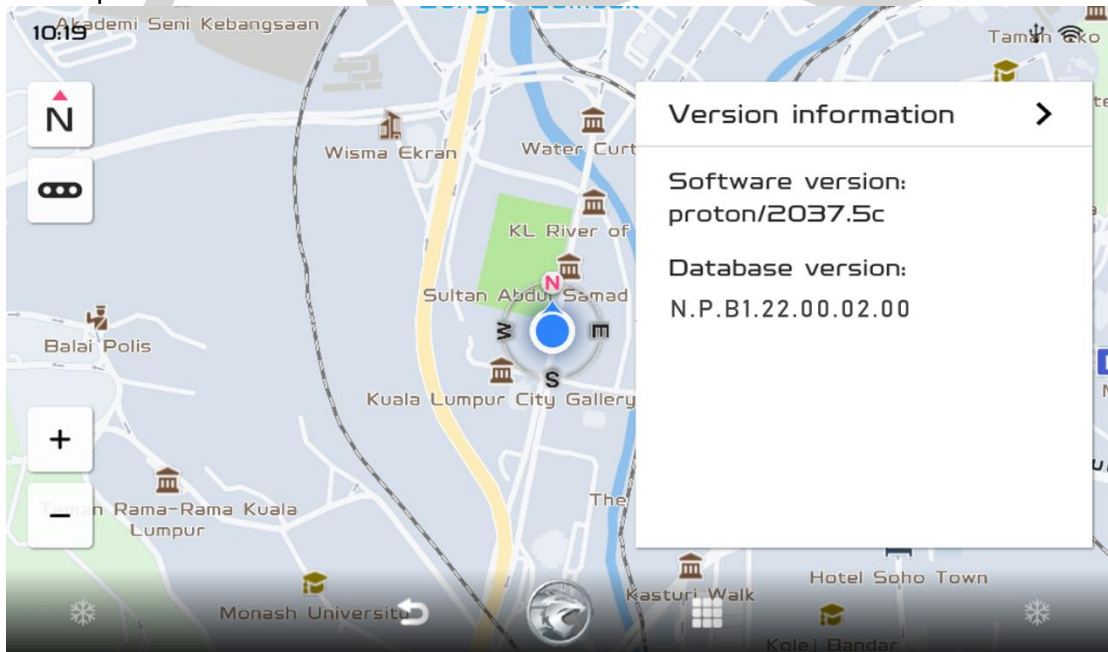 10:19
Akademi Seni Kebangsaan
N
Wisma Ekran
Water Curt
Version information
Software version:
proton/2037.5c
Database version:
N.P.B1.22.00.02.00
KL River of
N
Sultan Abdul Samad
W
E
S
Balai Polis
Kuala Lumpur City Gallery
+
-
Rama-Rama Kuala
Lumpur
The
Hotel Soho Town
Kasturi Walk
Monash University
Kolej Bandar